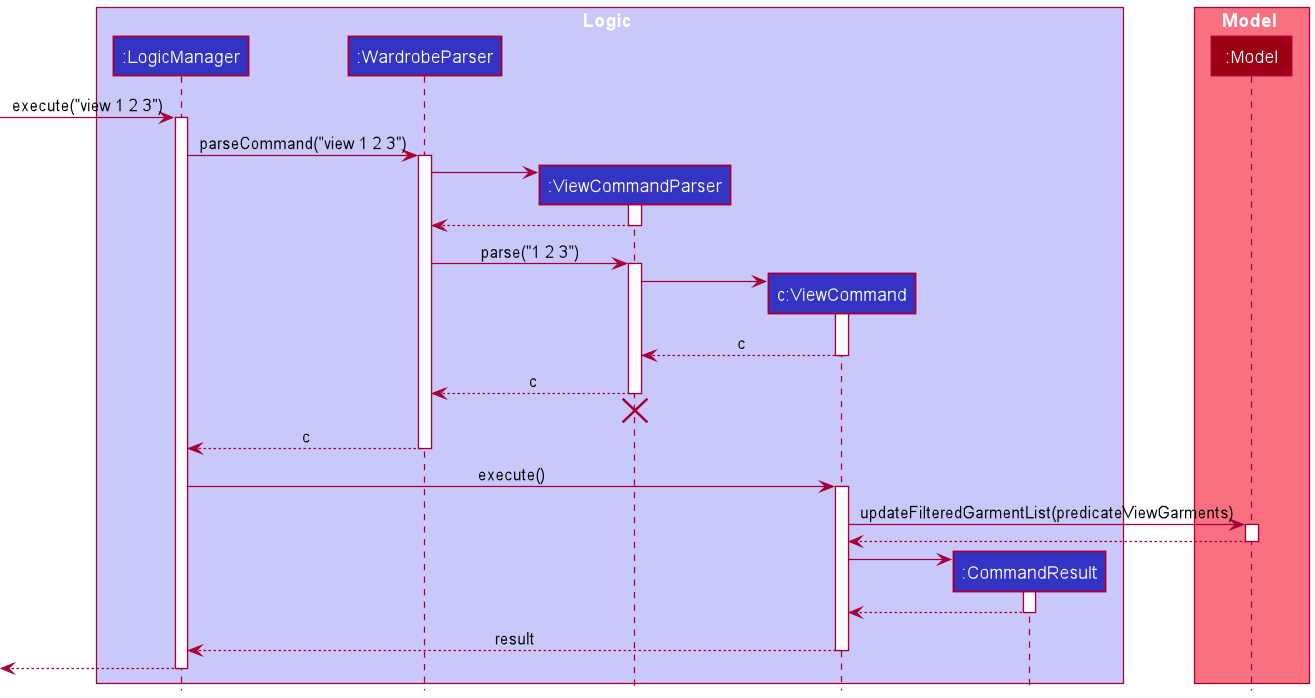 Logic
Model
:LogicManager
:WardrobeParser
:Model
execute("view 1 2 3")
parseCommand("view 1 2 3")
:ViewCommandParser
parse("1 2 3")
c:ViewCommand
c
c
c
execute()
updateFilteredGarmentList(predicateViewGarments)
:CommandResult
result